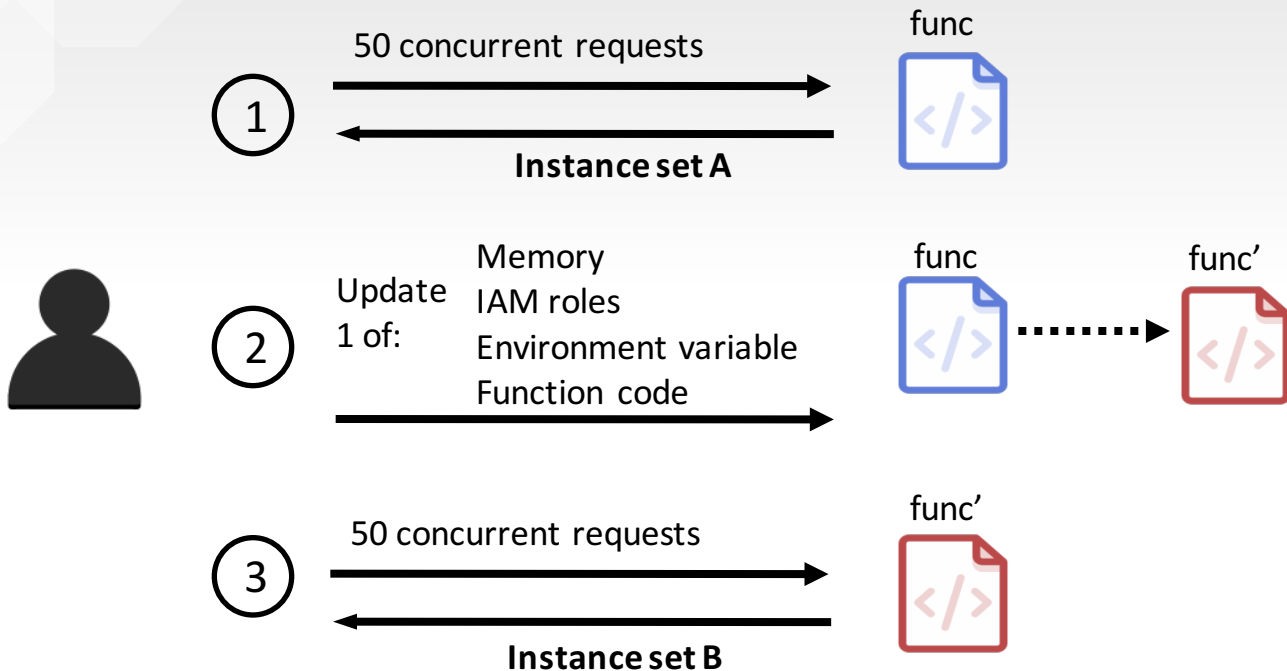 func
50 concurrent requests
1
</>
Instance set A
Memory
func
func’
Update
IAM roles
1 of:
2
Environment variable
</>
</>
Function code
func’
50 concurrent requests
3
</>
Instance set B